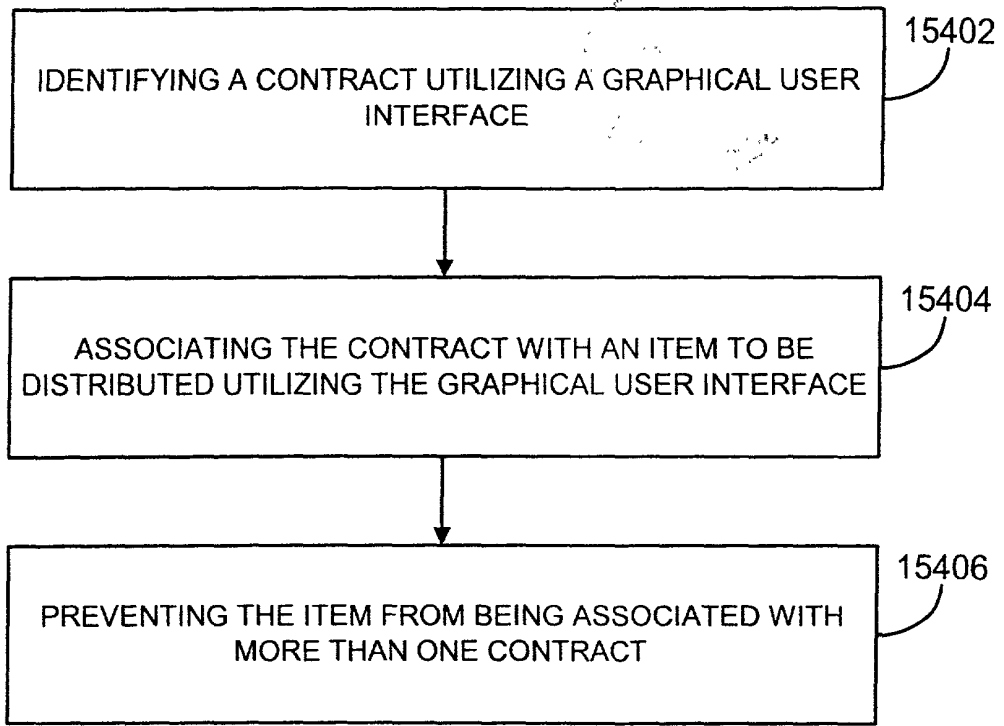 15402
IDENTIFYING A CONTRACT UTILIZING A GRAPHICAL USER
INTERFACE
15404
ASSOCIATING THE CONTRACT WITH AN ITEM TO BE
DISTRIBUTED UTILIZING THE GRAPHICAL USER INTERFACE
15406
PREVENTING THE ITEM FROM BEING ASSOCIATED WITH
MORE THAN ONE CONTRACT